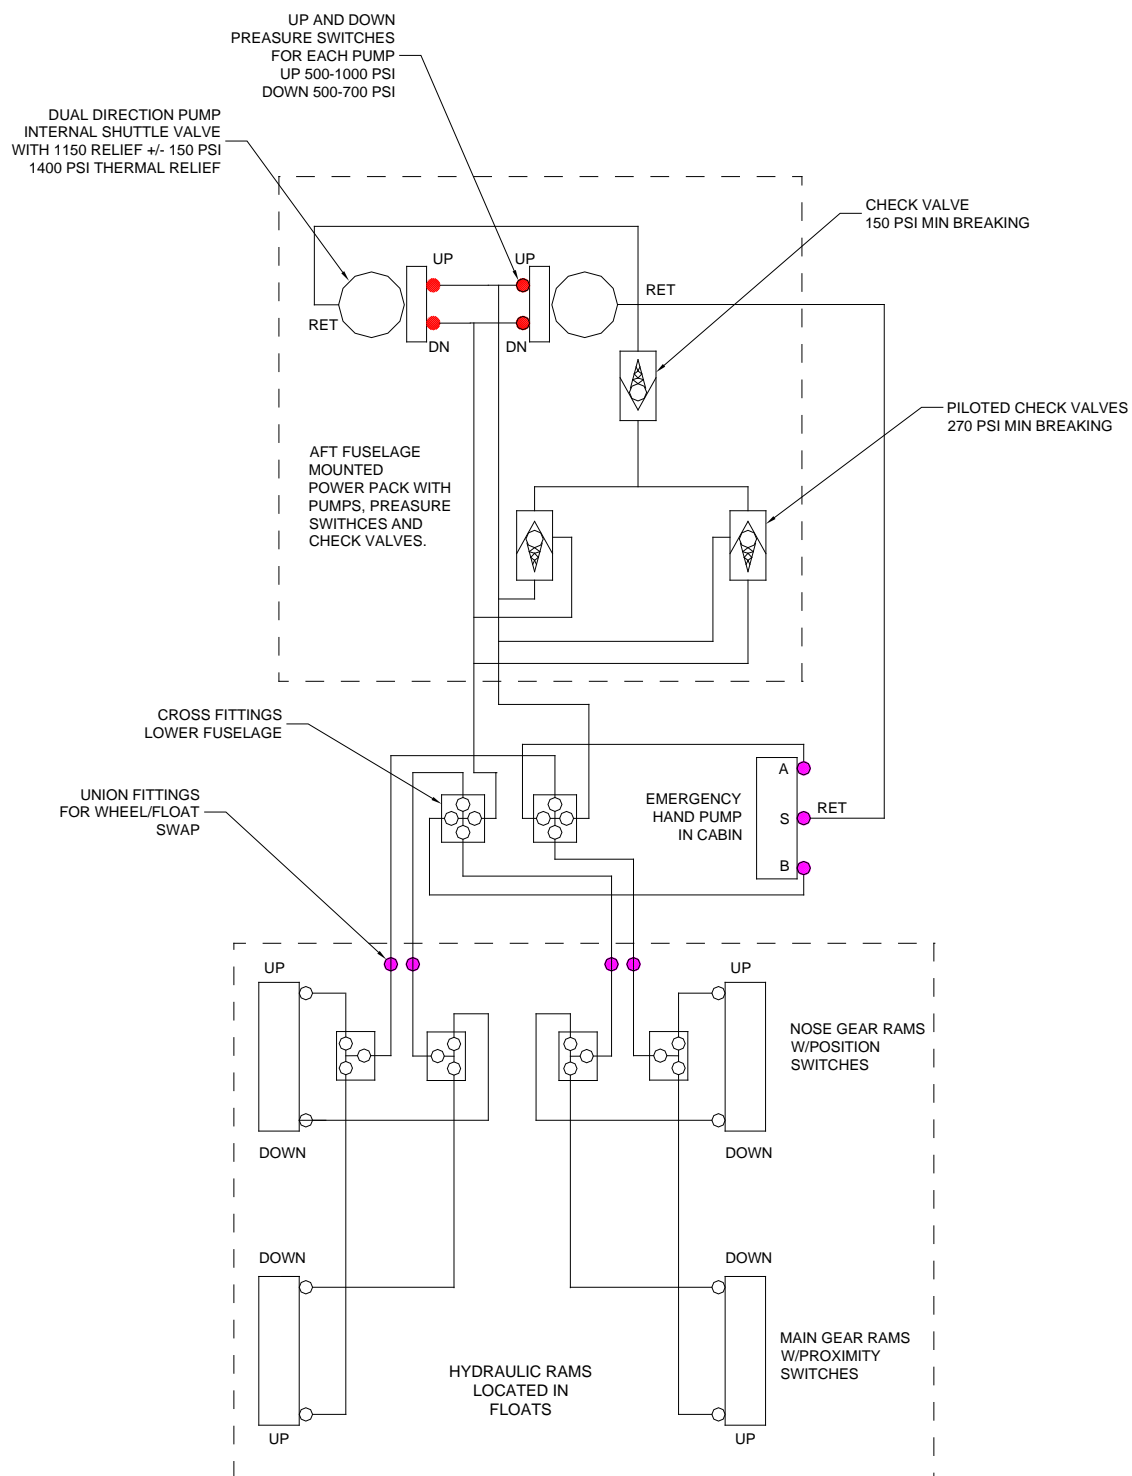 UP AND DOWN
PREASURE SWITCHES
FOR EACH PUMP
UP 500-1000 PSI
DOWN 500-700 PSI
DUAL DIRECTION PUMP
INTERNAL SHUTTLE VALVE
WITH 1150 RELIEF +/- 150 PSI
1400 PSI THERMAL RELIEF
CHECK VALVE
150 PSI MIN BREAKING
UP
UP
RET
RET
DN
DN
PILOTED CHECK VALVES
270 PSI MIN BREAKING
AFT FUSELAGE
MOUNTED
POWER PACK WITH
PUMPS, PREASURE
SWITHCES AND
CHECK VALVES.
CROSS FITTINGS
LOWER FUSELAGE
UNION FITTINGS
FOR WHEEL/FLOAT
SWAP
EMERGENCY
HAND PUMP
IN CABIN
A
S
RET
B
UP
UP
NOSE GEAR RAMS
W/POSITION
SWITCHES
DOWN
DOWN
DOWN
DOWN
MAIN GEAR RAMS
W/PROXIMITY
SWITCHES
HYDRAULIC RAMS
LOCATED IN
FLOATS
UP
UP